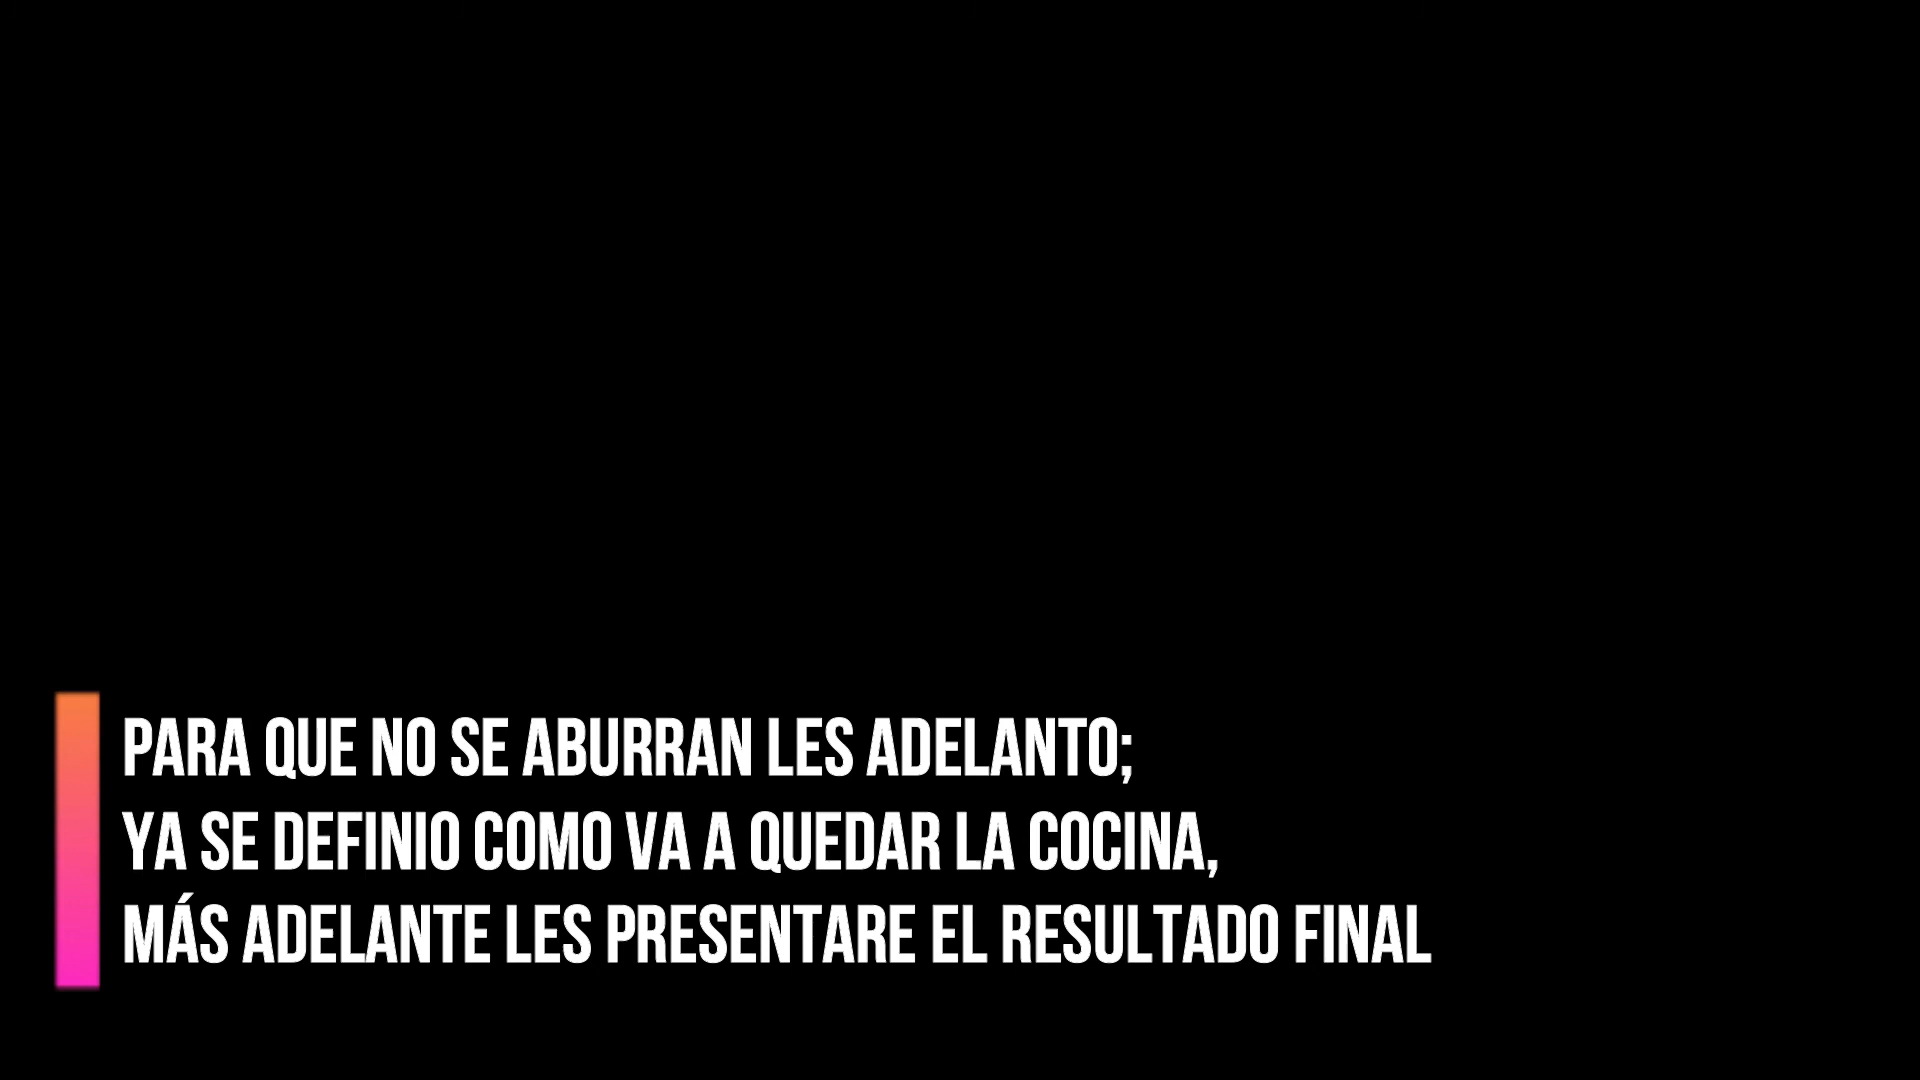 PARA QUE NO SE ABURRAN LES ADELANTO;
YA SE DEFINIO COMO VA A QUEDAR LA COCINA,
MÁS ADELANTE LES PRESENTARE EL RESULTADO FINAL